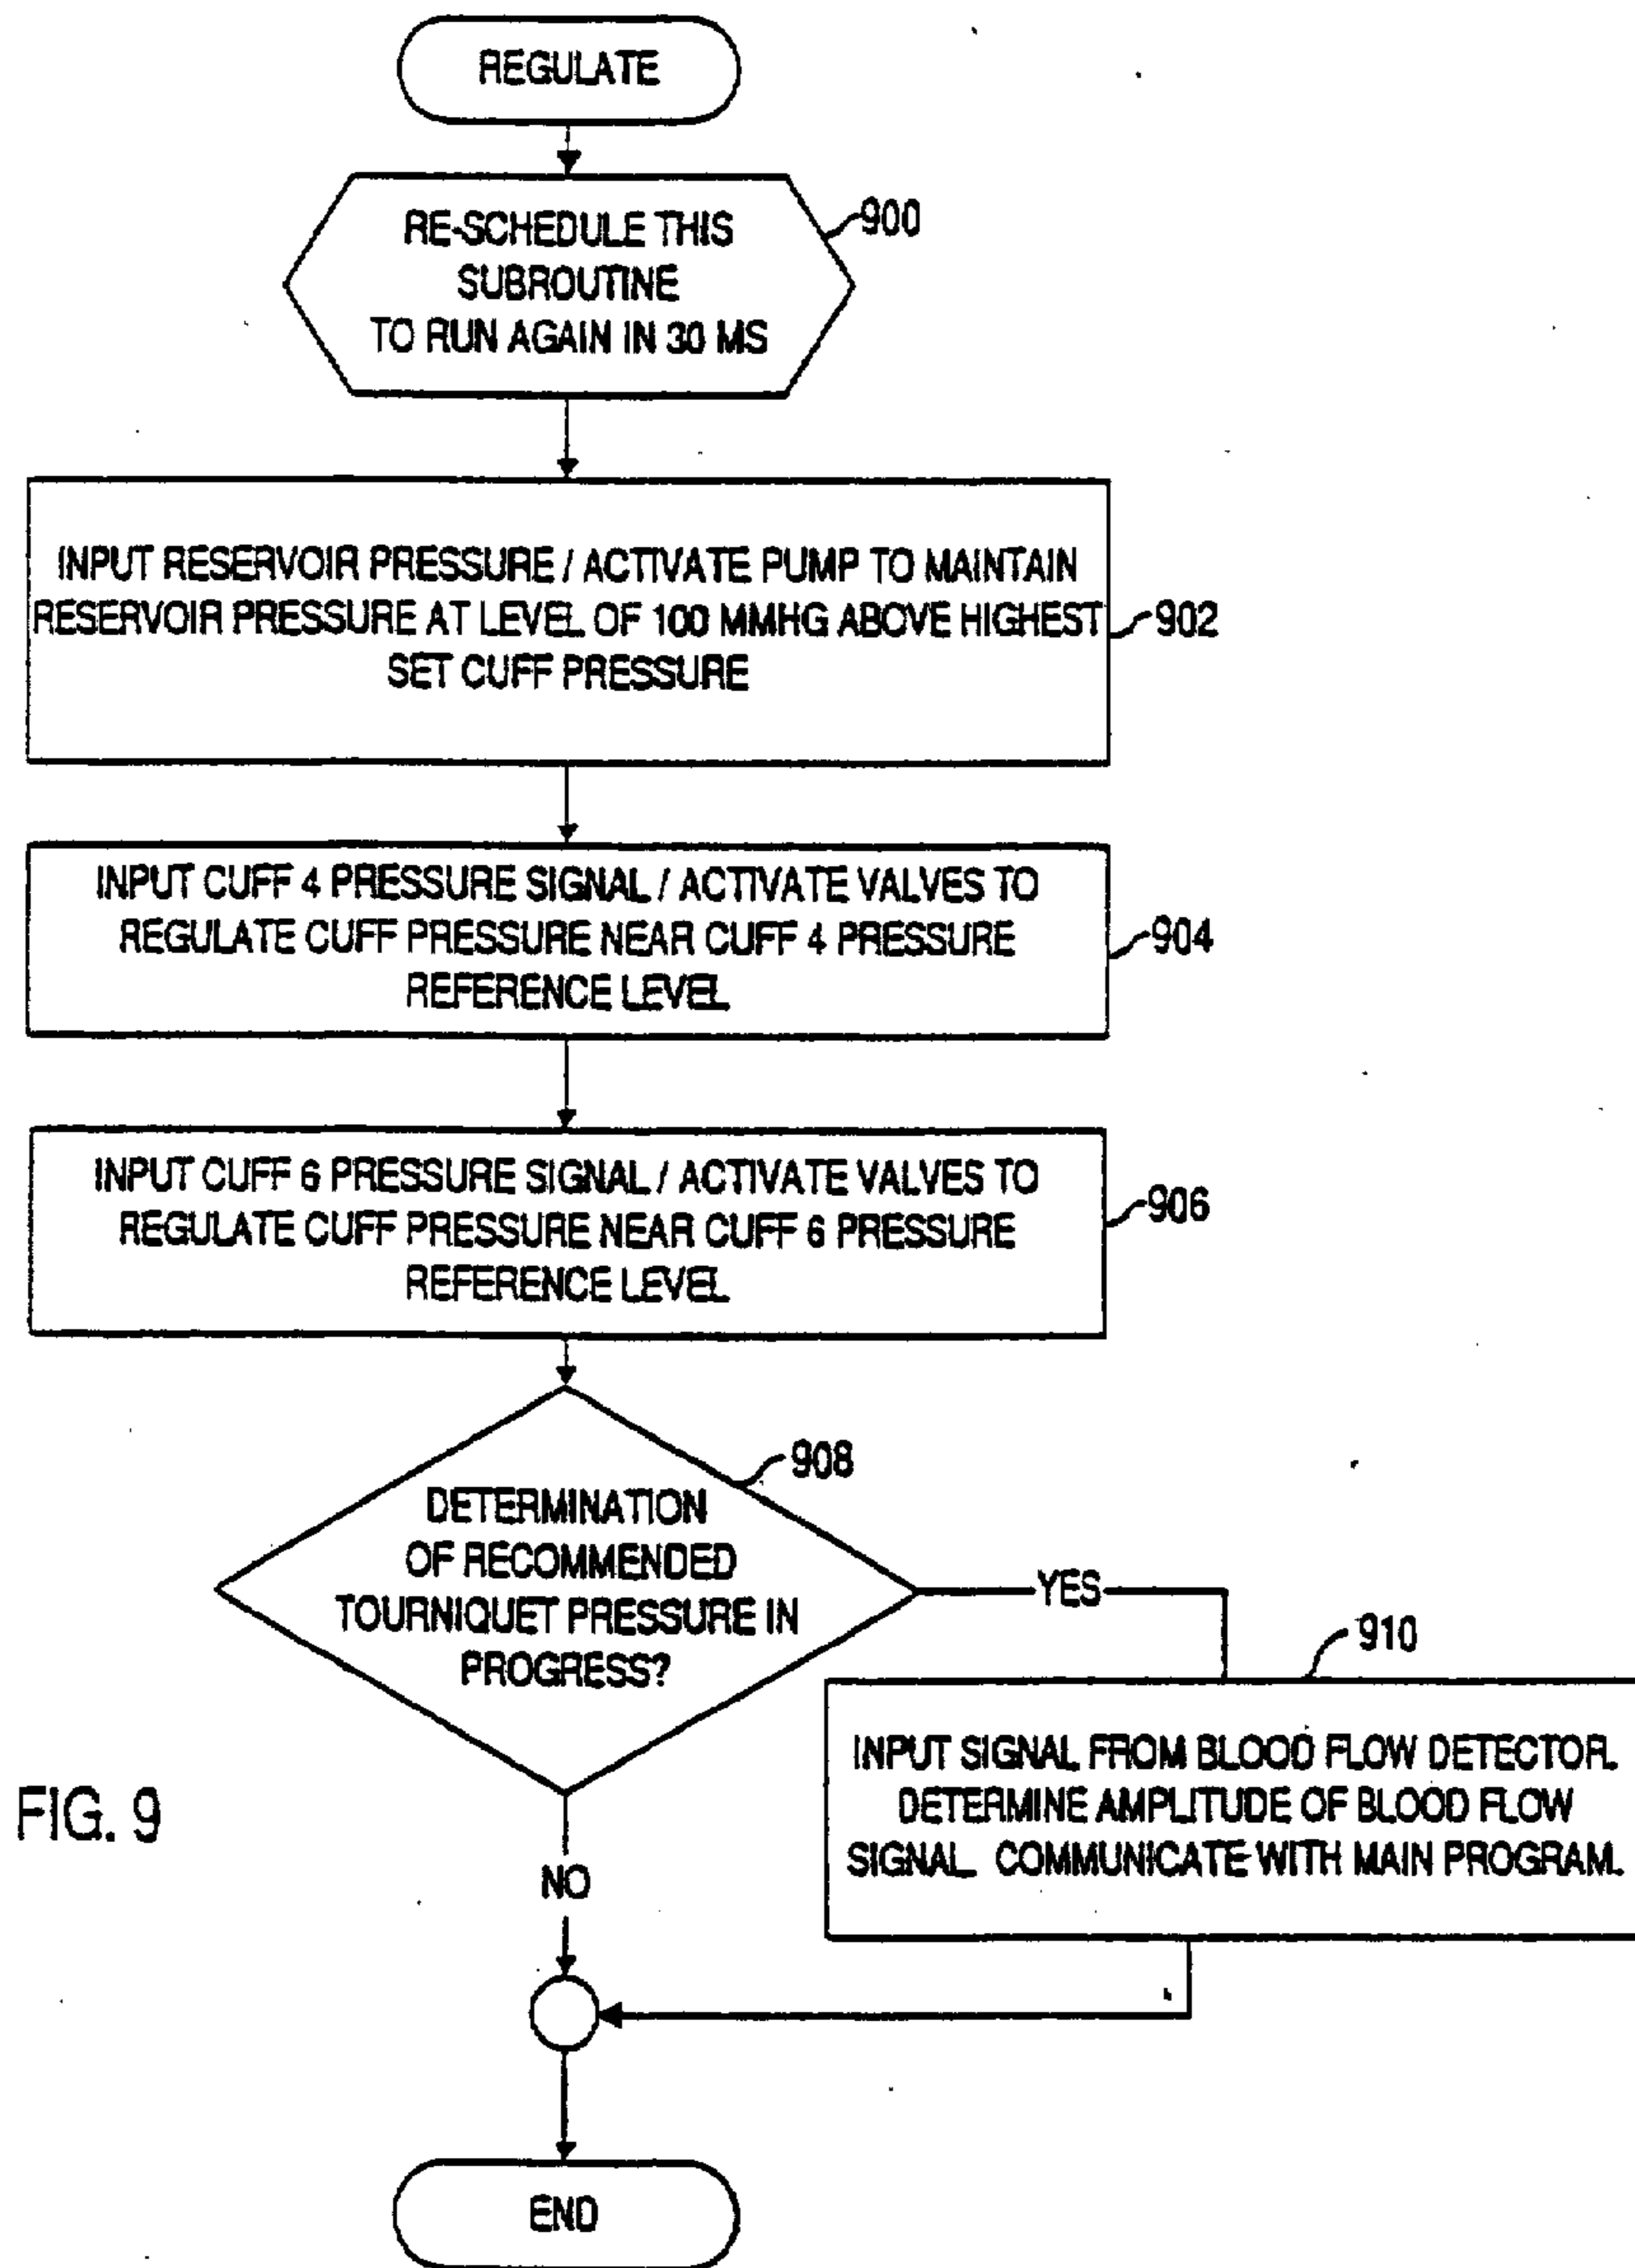 REGULATE
RE-SCHEDULE THIS
SUBROUTINE
TO RUN AGAIN IN 30 MS
900
INPUT RESERVOIR PRESSURE / ACTIVATE PUMP TO MAINTAIN
RESERVOIR PRESSURE AT LEVEL OF 100 MMHG ABOVE HIGHEST
SET CUFF PRESSURE
902
INPUT CUFF 4 PRESSURE SIGNAL / ACTIVATE VALVES TO
REGULATE CUFF PRESSURE NEAR CUFF 4 PRESSURE
REFERENCE LEVEL
904
INPUT CUFF 6 PRESSURE SIGNAL / ACTIVATE VALVES TO
REGULATE CUFF PRESSURE NEAR CUFF 6 PRESSURE
REFERENCE LEVEL
906
908
DETERMINATION
OF RECOMMENDED
TOURNIQUET PRESSURE IN
PROGRESS?
YES
910
INPUT SIGNAL FROM BLOOD FLOW DETECTOR.
DETERMINE AMPLITUDE OF BLOOD FLOW
SIGNAL. COMMUNICATE WITH MAIN PROGRAM.
FIG. 9
NO
END